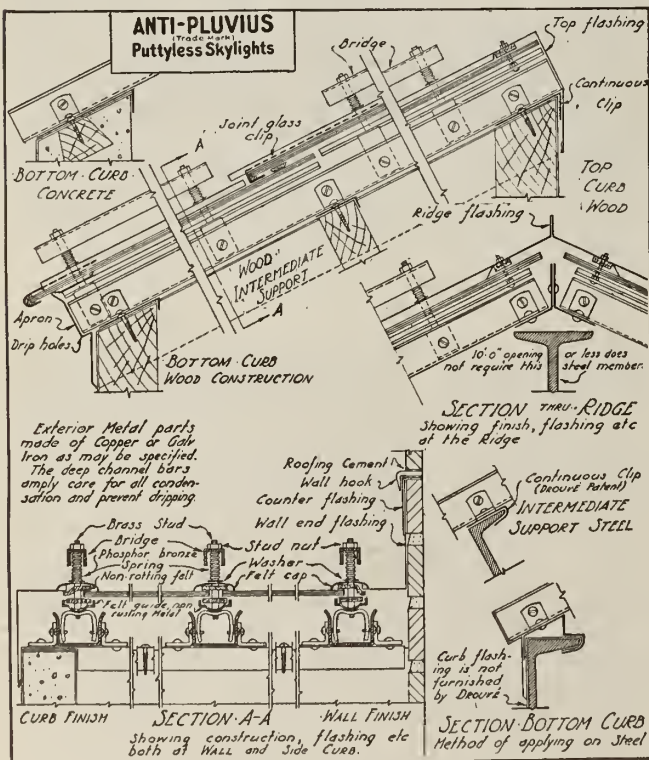 ANTI-PLUVIUS
(Trade Mark)
Puttyless Skylights
Bridge
Top flashing
Continuous
Clip
Joint glass
clip
A
BOTTOM·CURB
CONCRETE
TOP
CURB
WOOD
Ridge flashing
WOOD
INTERMEDIATE
SUPPORT
A
Apron
Drip holes
BOTTOM·CURB
WOOD CONSTRUCTION
10'-0" opening or less does
not require this steel member.
SECTION THRU·RIDGE
Showing finish, flashing etc
at the Ridge
Exterior Metal parts
made of Copper or Galv
Iron as may be specified.
The deep channel bars
amply care for all conden-
sation and prevent dripping.
Roofing Cement
Wall hook
Counter flashing
Wall end flashing
Continuous Clip
(DROUVÉ Patent)
INTERMEDIATE
SUPPORT STEEL
Brass Stud
Bridge
Phosphor bronze
Spring
Non-rotting felt
Stud nut
Washer
Felt cap
Felt guide, non
rusting Metal
Curb flash-
ing is not
furnished
by DROUVÉ
CURB FINISH
SECTION·A-A
WALL FINISH
Showing construction, flashing etc
both at WALL and SIDE CURB.
SECTION·BOTTOM CURB
Method of applying on Steel